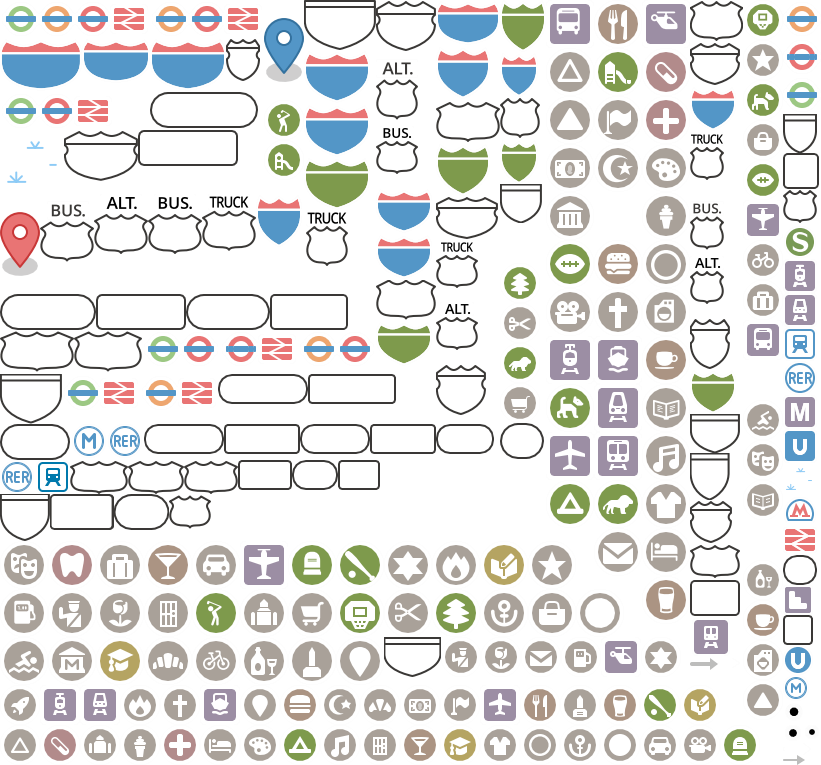 ALT.
BUS.
TRUCK
BUS.
ALT.
BUS.
TRUCK
TRUCK
BUS.
TRUCK
ALT.
ALT.
S
RER
M
U
M
RER
RER
M
U
M